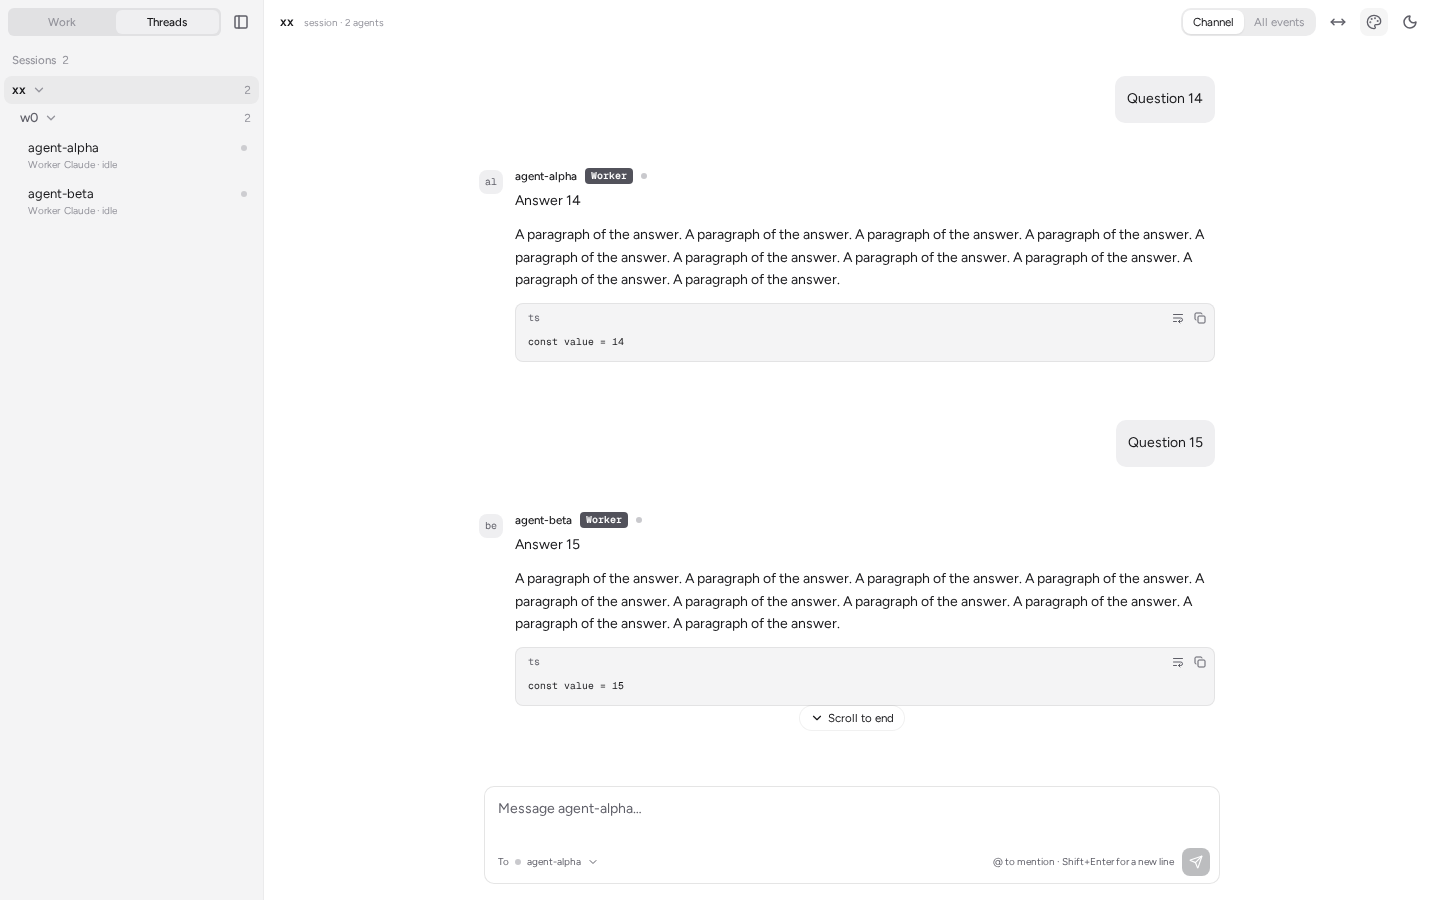 Work
Threads
Sessions 2
xx
2
w0
2
agent-alpha
Worker Claude · idle
agent-beta
Worker Claude · idle
xx session · 2 agents
Channel
All events
Question 14
al
agent-alpha Worker
Answer 14
A paragraph of the answer. A paragraph of the answer. A paragraph of the answer. A paragraph of the answer. A
paragraph of the answer. A paragraph of the answer. A paragraph of the answer. A paragraph of the answer. A
paragraph of the answer. A paragraph of the answer.
ts
const value = 14
Question 15
be
agent-beta Worker
Answer 15
A paragraph of the answer. A paragraph of the answer. A paragraph of the answer. A paragraph of the answer. A
paragraph of the answer. A paragraph of the answer. A paragraph of the answer. A paragraph of the answer. A
paragraph of the answer. A paragraph of the answer.
ts
const value = 15
Scroll to end
Message agent-alpha...
To agent-alpha
@ to mention · Shift+Enter for a new line